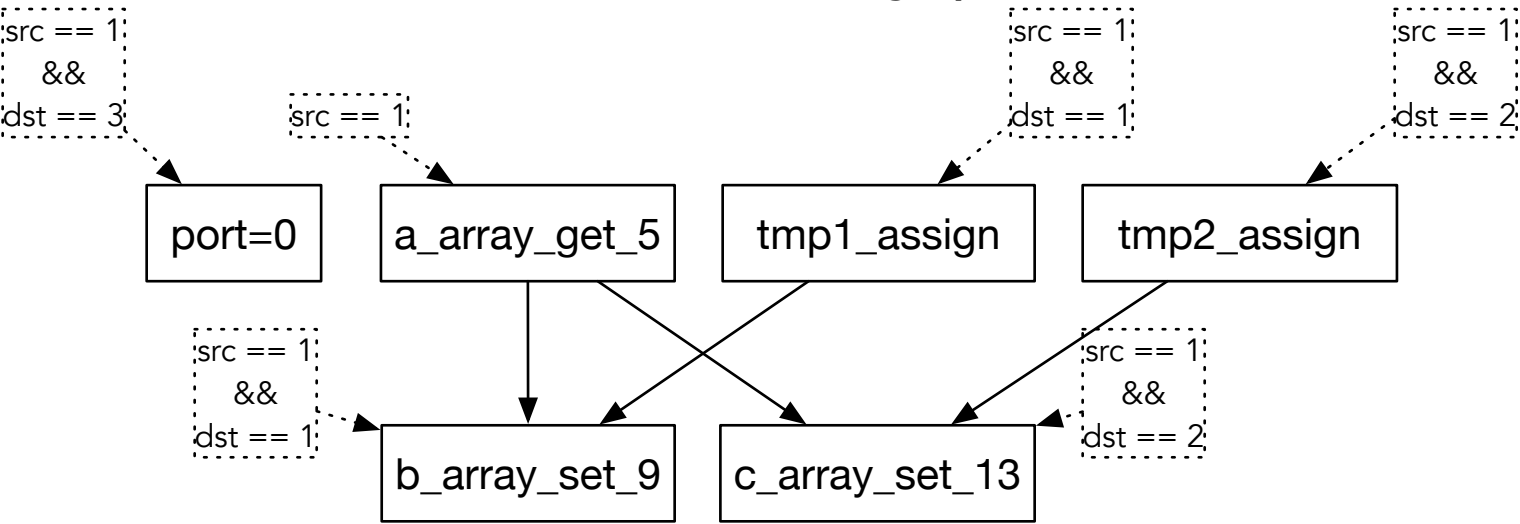 src == 1
&&
dst == 3
src == 1
src == 1
&&
dst == 1
src == 1
&&
dst == 2
port=0
a_array_get_5
tmp1_assign
tmp2_assign
src == 1
&&
dst == 1
src == 1
&&
dst == 2
b_array_set_9
c_array_set_13